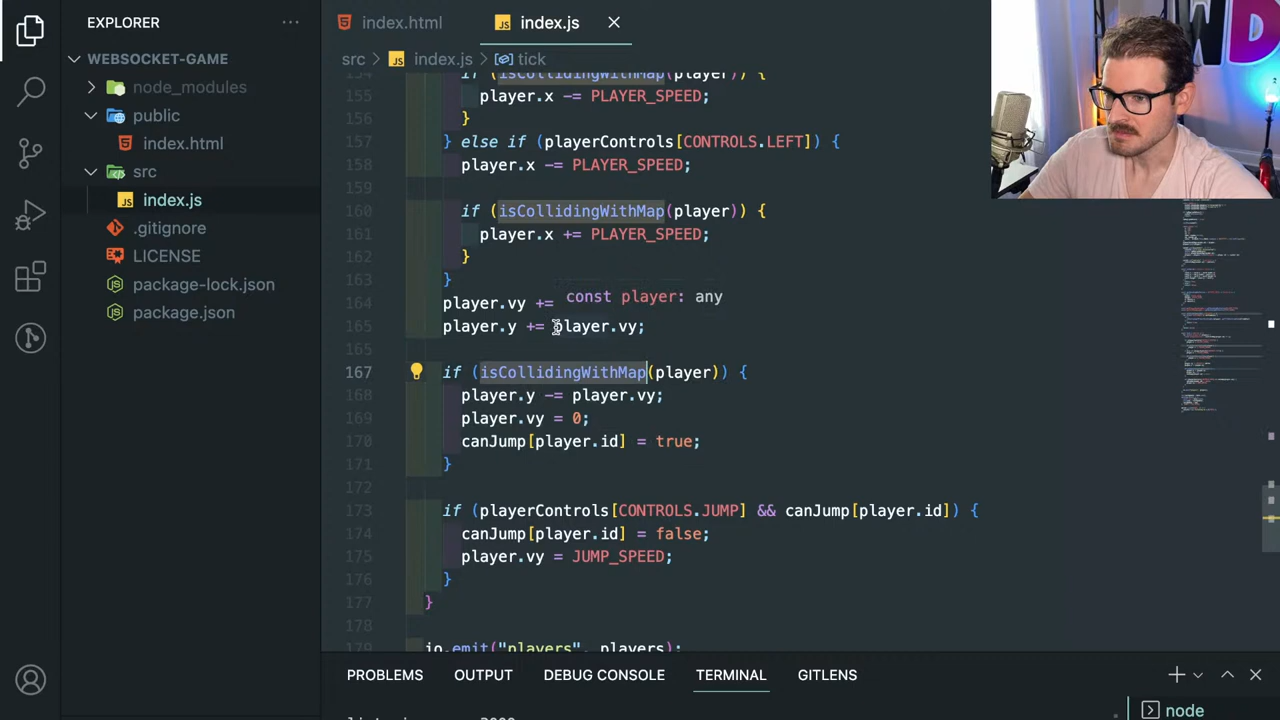 EXPLORER
WEBSOCKET-GAME
node_modules
public
index.html
src
index.js
.gitignore
LICENSE
package-lock.json
package.json
index.html
index.js
src > index.js > tick
154 if (isCollidingWithMap(player)) {
155 player.x -= PLAYER_SPEED;
156 }
157 } else if (playerControls[CONTROLS.LEFT]) {
158 player.x -= PLAYER_SPEED;
159
160 if (isCollidingWithMap(player)) {
161 player.x += PLAYER_SPEED;
162 }
163 }
const player: any
164 player.vy +=
165 player.y += player.vy;
166
167 if (isCollidingWithMap(player)) {
168 player.y -= player.vy;
169 player.vy = 0;
170 canJump[player.id] = true;
171 }
172
173 if (playerControls[CONTROLS.JUMP] && canJump[player.id]) {
174 canJump[player.id] = false;
175 player.vy = JUMP_SPEED;
176 }
177 }
io.emit("players", players);
PROBLEMS OUTPUT DEBUG CONSOLE TERMINAL GITLENS
node